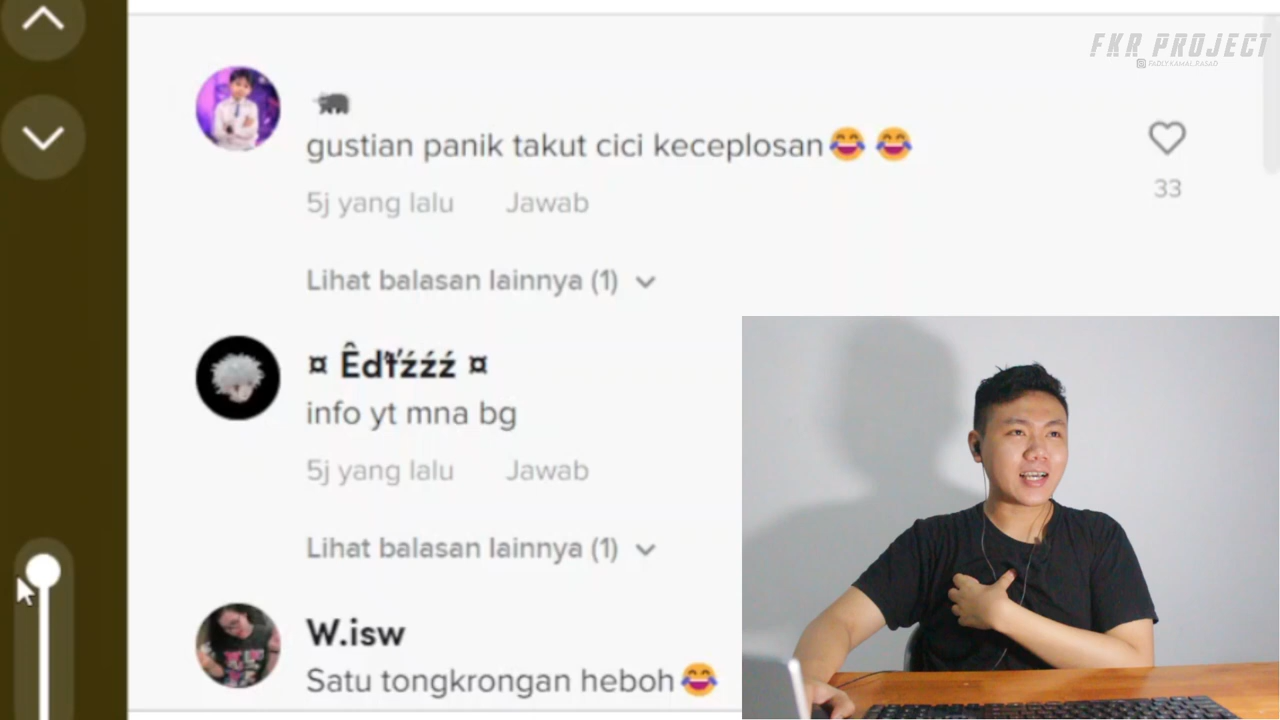 FKR PROJECT
FADLY.KAMAL.RASAD
gustian panik takut cici keceplosan😂 😂
33
5j yang lalu Jawab
Lihat balasan lainnya (1)
¤ Êdťźźź ¤
info yt mna bg
5j yang lalu Jawab
Lihat balasan lainnya (1)
W.isw
Satu tongkrongan heboh😂